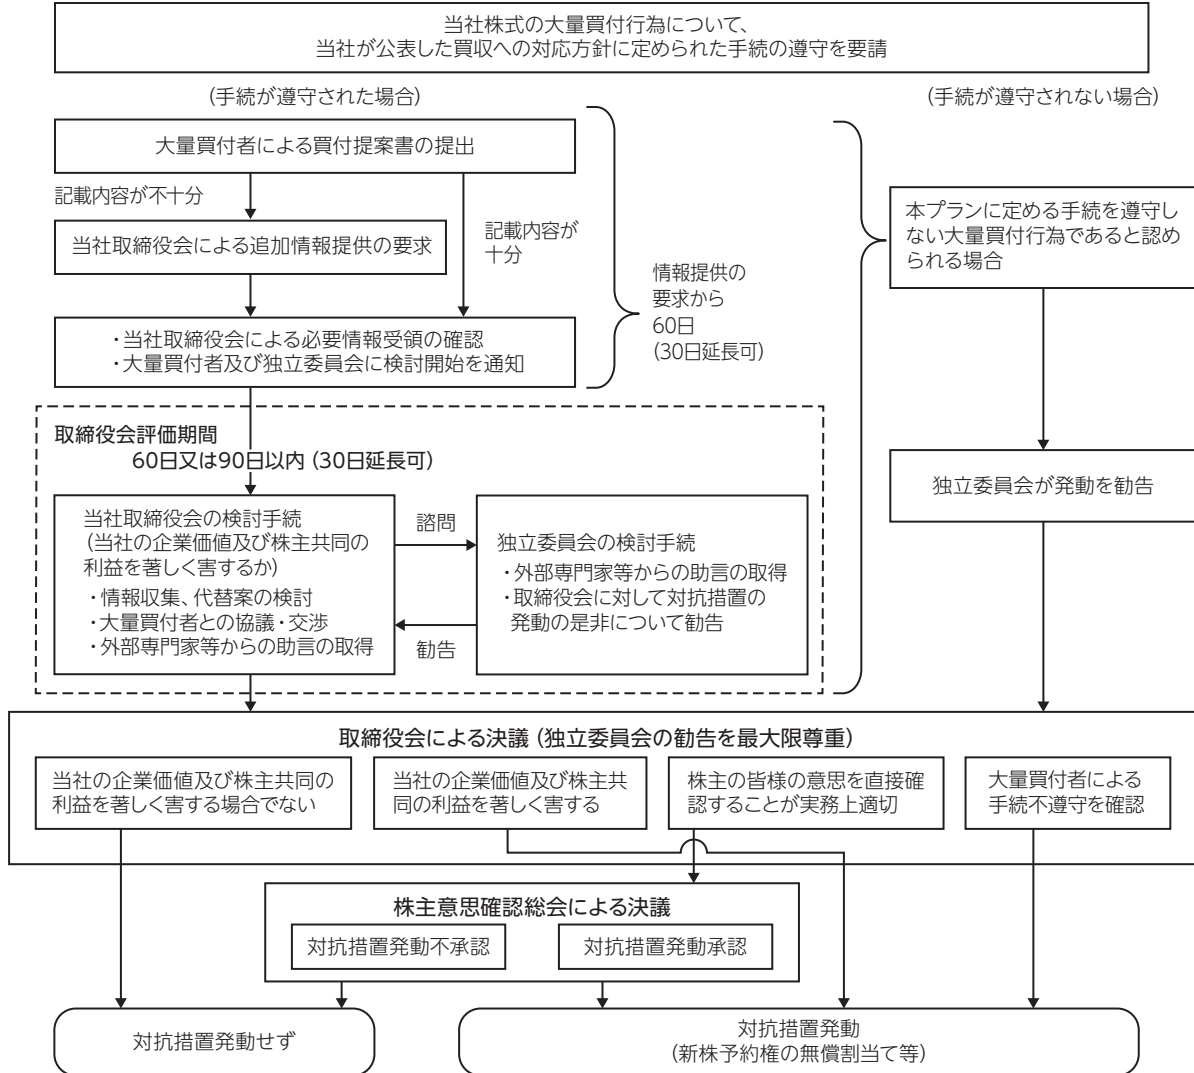 当社株式の大量買付行為について、
当社が公表した買収への対応方針に定められた手続の遵守を要請
(手続が遵守された場合)
(手続が遵守されない場合)
大量買付者による買付提案書の提出
記載内容が不十分
当社取締役会による追加情報提供の要求
記載内容が
十分
・当社取締役会による必要情報受領の確認
・大量買付者及び独立委員会に検討開始を通知
情報提供の
要求から
60日
(30日延長可)
本プランに定める手続を遵守し
ない大量買付行為であると認め
られる場合
取締役会評価期間
60日又は90日以内 (30日延長可)
当社取締役会の検討手続
(当社の企業価値及び株主共同の
利益を著しく害するか)
・情報収集、代替案の検討
・大量買付者との協議・交渉
・外部専門家等からの助言の取得
諮問
勧告
独立委員会の検討手続
・外部専門家等からの助言の取得
・取締役会に対して対抗措置の
発動の是非について勧告
独立委員会が発動を勧告
取締役会による決議 (独立委員会の勧告を最大限尊重)
当社の企業価値及び株主共同の
利益を著しく害する場合でない
当社の企業価値及び株主共
同の利益を著しく害する
株主の皆様の意思を直接確
認することが実務上適切
大量買付者による
手続不遵守を確認
株主意思確認総会による決議
対抗措置発動不承認
対抗措置発動承認
対抗措置発動せず
対抗措置発動
(新株予約権の無償割当て等)